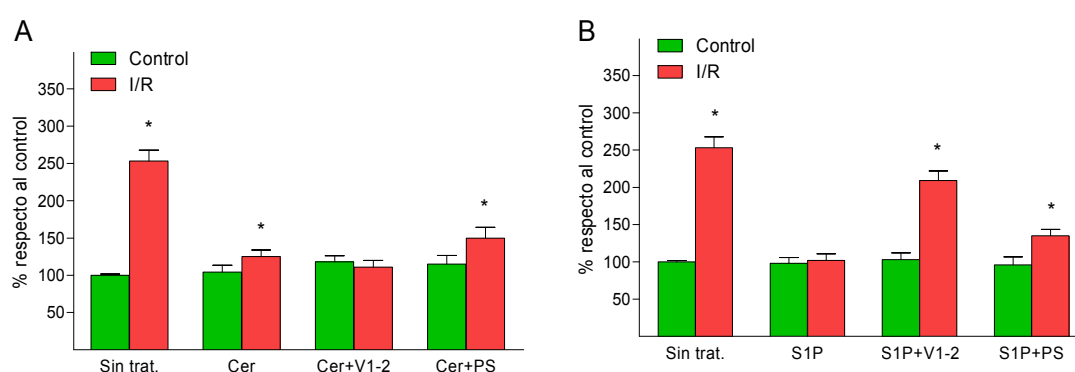 A
Control
I/R
% respecto al control
350
300
250
200
150
100
50
*
*
*
Sin trat.
Cer
Cer+V1-2
Cer+PS
B
Control
I/R
% respecto al control
350
300
250
200
150
100
50
*
*
*
Sin trat.
S1P
S1P+V1-2
S1P+PS